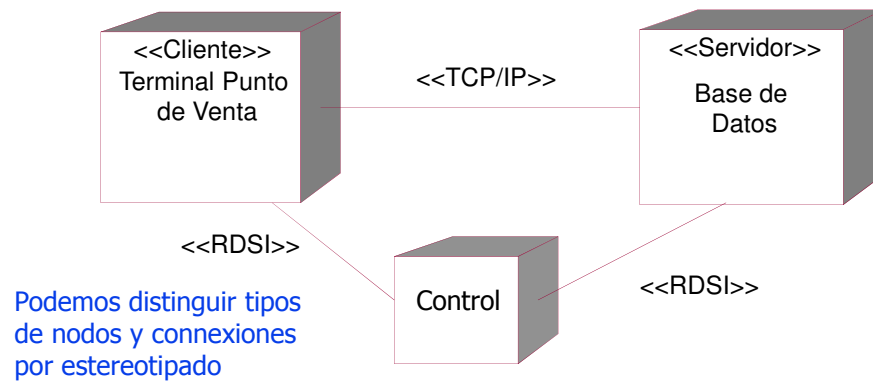 <<Cliente>>
Terminal Punto
de Venta
<<TCP/IP>>
<<Servidor>>
Base de
Datos
<<RDSI>>
Control
<<RDSI>>
Podemos distinguir tipos
de nodos y connexiones
por estereotipado